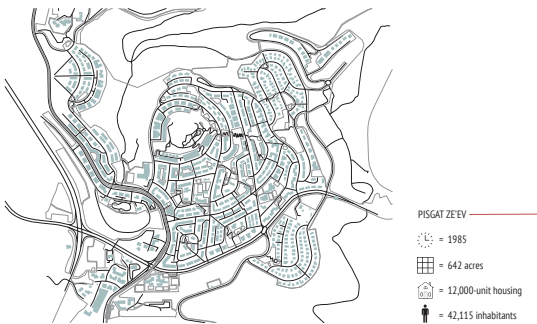 PISGAT ZE'EV
= 1985
= 642 acres
= 12,000-unit housing
= 42,115 inhabitants